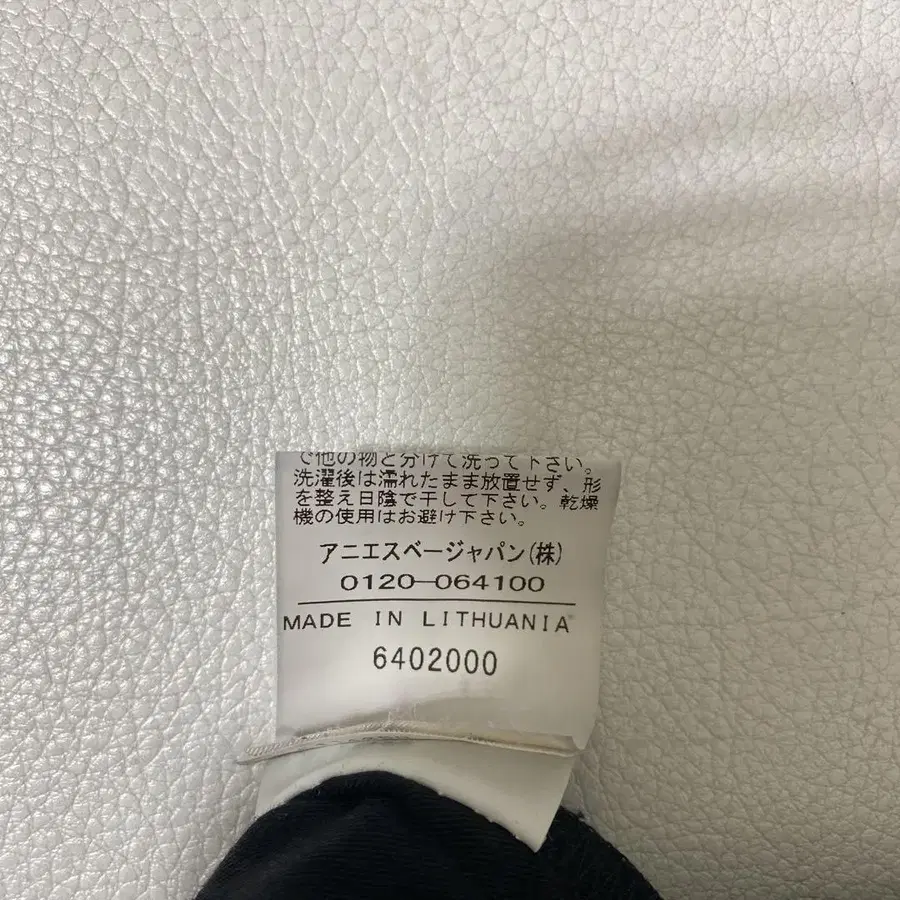 で他の物と分けて洗って下さい。
洗濯後は濡れたまま放置せず、形
を整え日陰で干して下さい。乾燥
機の使用はお避け下さい。
アニエスベージャパン(株)
0120-064100
MADE IN LITHUANIA
6402000